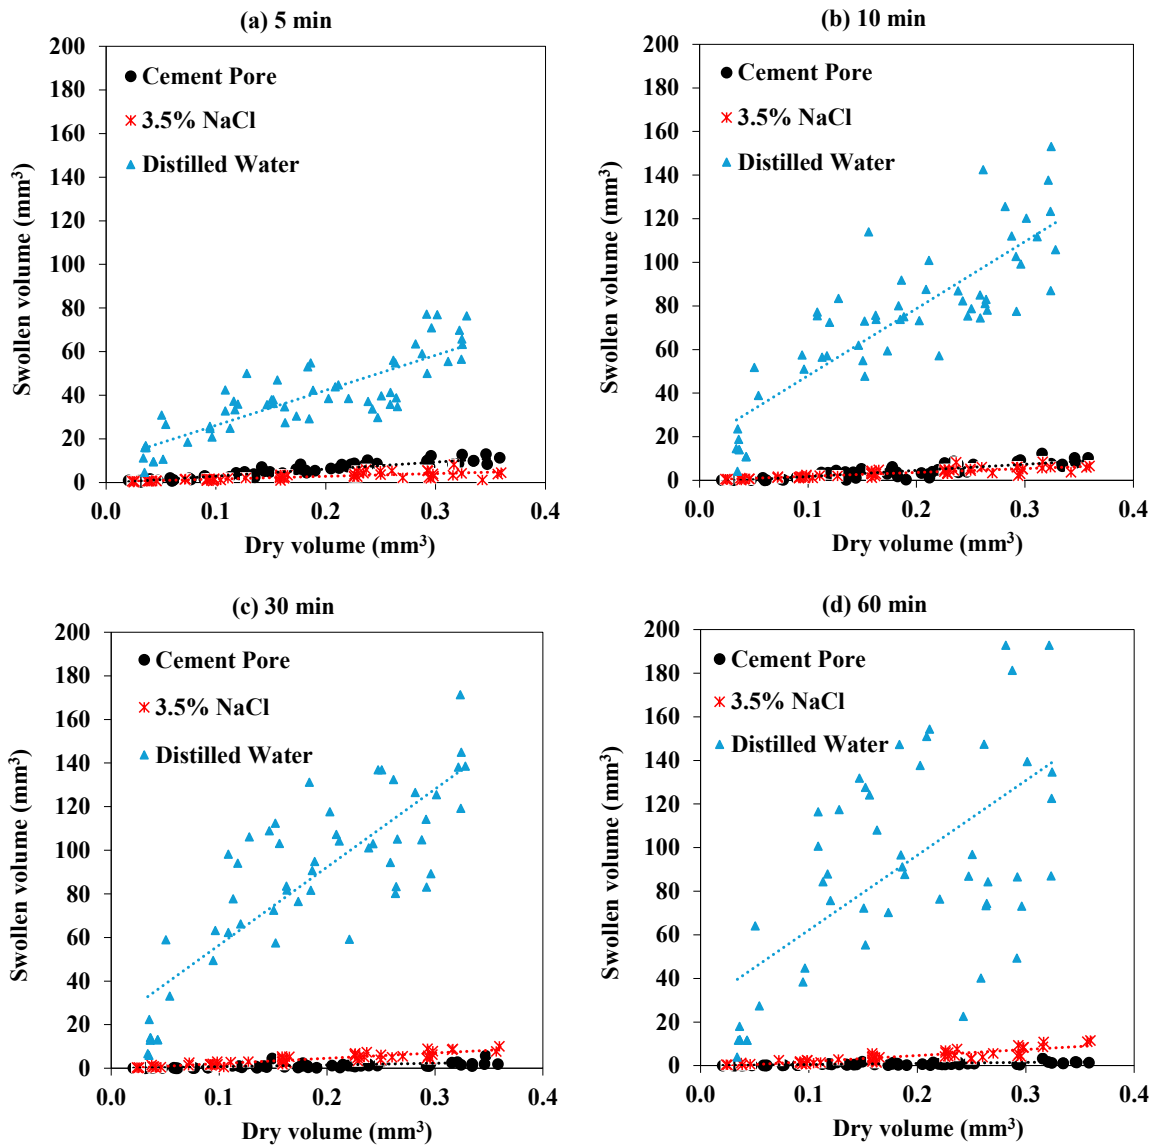 (a) 5 min
200
180
160
140
120
100
80
60
40
20
0
Swollen volume (mm³)
Cement Pore
3.5% NaCl
Distilled Water
0.0 0.1 0.2 0.3 0.4
Dry volume (mm³)
(b) 10 min
200
180
160
140
120
100
80
60
40
20
0
Swollen volume (mm³)
Cement Pore
3.5% NaCl
Distilled Water
0.0 0.1 0.2 0.3 0.4
Dry volume (mm³)
(c) 30 min
200
180
160
140
120
100
80
60
40
20
0
Swollen volume (mm³)
Cement Pore
3.5% NaCl
Distilled Water
0.0 0.1 0.2 0.3 0.4
Dry volume (mm³)
(d) 60 min
200
180
160
140
120
100
80
60
40
20
0
Swollen volume (mm³)
Cement Pore
3.5% NaCl
Distilled Water
0.0 0.1 0.2 0.3 0.4
Dry volume (mm³)